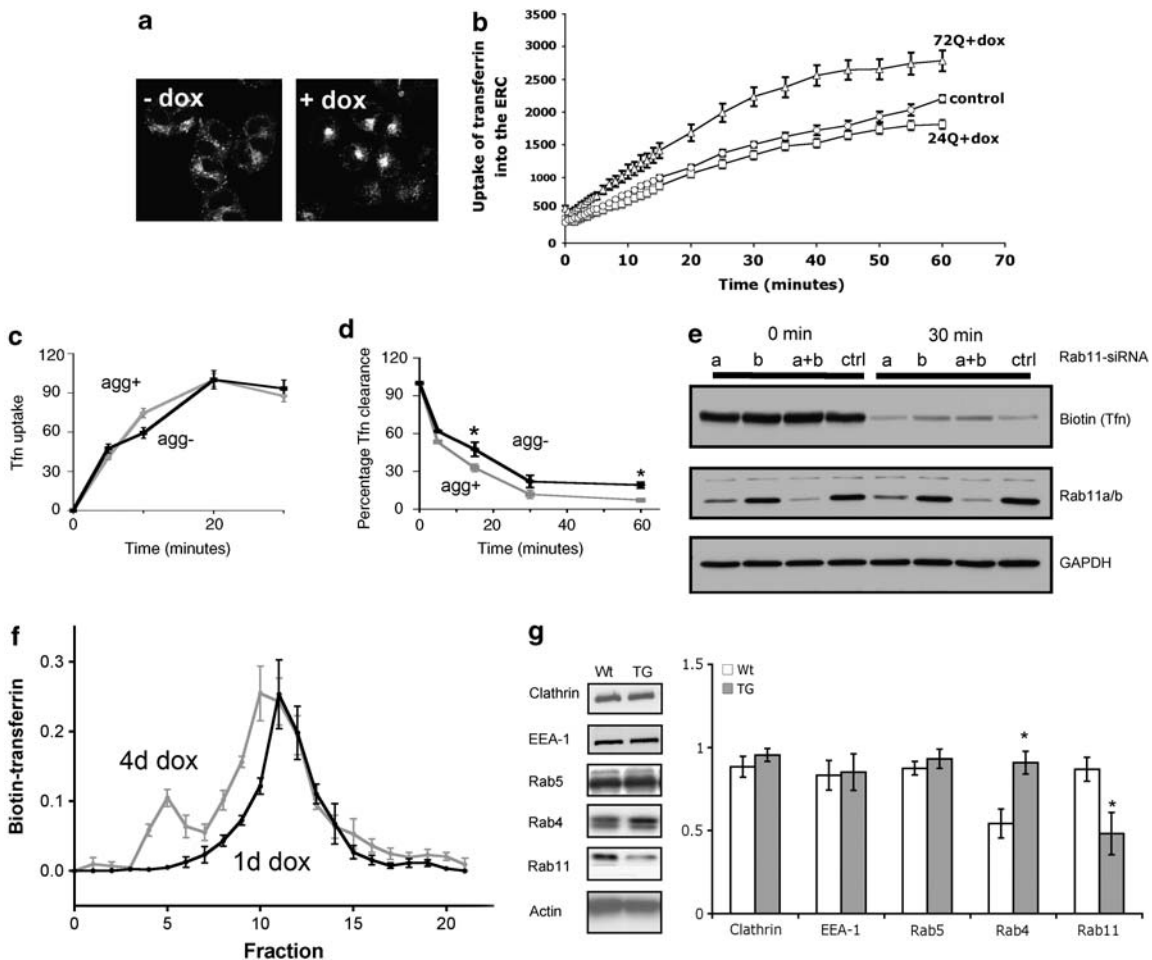 a
- dox
+ dox
b
Uptake of transferrin
into the ERC
3500
3000
2500
2000
1500
1000
500
0
72Q+dox
control
24Q+dox
0
10
20
30
40
50
60
70
Time (minutes)
c
Tfn uptake
120
90
60
30
0
agg+
agg-
0
20
Time (minutes)
d
Percentage Tfn clearance
120
90
60
30
0
*
agg-
*
agg+
0
20
40
60
Time (minutes)
e
0 min
30 min
a b a+b ctrl a b a+b ctrl
Rab11-siRNA
Biotin (Tfn)
Rab11a/b
GAPDH
f
Biotin-transferrin
0.3
0.2
0.1
0.0
4d dox
1d dox
0
5
10
15
20
Fraction
g
Wt TG
Clathrin
EEA-1
Rab5
Rab4
Rab11
Actin
1.5
1
0.5
0
Wt
TG
*
*
Clathrin
EEA-1
Rab5
Rab4
Rab11